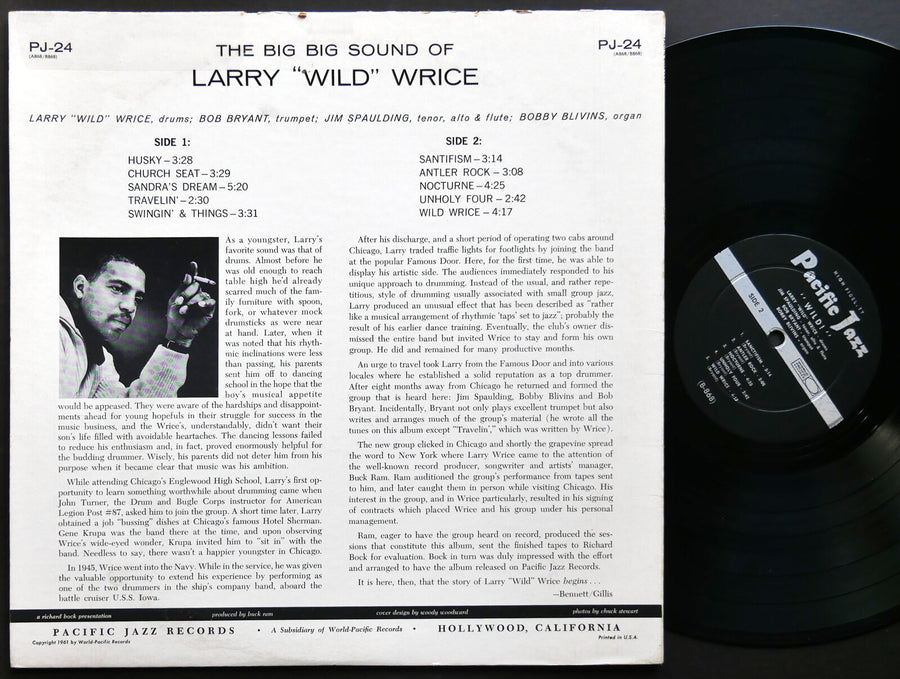 PJ-24
(A868/B868)
THE BIG BIG SOUND OF
LARRY "WILD" WRICE
PJ-24
(A868/B868)
LARRY "WILD" WRICE, drums; BOB BRYANT, trumpet; JIM SPAULDING, tenor, alto & flute; BOBBY BLIVINS, organ
SIDE 1:
HUSKY – 3:28
CHURCH SEAT – 3:29
SANDRA'S DREAM – 5:20
TRAVELIN' – 2:30
SWINGIN' & THINGS – 3:31
SIDE 2:
SANTIFISM – 3:14
ANTLER ROCK – 3:08
NOCTURNE – 4:25
UNHOLY FOUR – 2:42
WILD WRICE – 4:17
As a youngster, Larry's
favorite sound was that of
drums. Almost before he
was old enough to reach
table high he'd already
scarred much of the fam-
ily furniture with spoon,
fork, or whatever mock
drumsticks as were near
at hand. Later, when it
was noted that his rhyth-
mic inclinations were less
than passing, his parents
sent him off to dancing
school in the hope that the
boy's musical appetite
would be appeased. They were aware of the hardships and disappoint-
ments ahead for young hopefuls in their struggle for success in the
music business, and the Wrice's, understandably, didn't want their
son's life filled with avoidable heartaches. The dancing lessons failed
to reduce his enthusiasm and, in fact, proved enormously helpful for
the budding drummer. Wisely, his parents did not deter him from his
purpose when it became clear that music was his ambition.
While attending Chicago's Englewood High School, Larry's first op-
portunity to learn something worthwhile about drumming came when
John Turner, the Drum and Bugle Corps instructor for American
Legion Post #87, asked him to join the group. A short time later, Larry
obtained a job "bussing" dishes at Chicago's famous Hotel Sherman.
Gene Krupa was the band there at the time, and upon observing
Wrice's wide-eyed wonder, Krupa invited him to "sit in" with the
band. Needless to say, there wasn't a happier youngster in Chicago.
In 1945, Wrice went into the Navy. While in the service, he was given
the valuable opportunity to extend his experience by performing as
one of the two drummers in the ship's company band, aboard the
battle cruiser U.S.S. Iowa.
After his discharge, and a short period of operating two cabs around
Chicago, Larry traded traffic lights for footlights by joining the band
at the popular Famous Door. Here, for the first time, he was able to
display his artistic side. The audiences immediately responded to his
unique approach to drumming. Instead of the usual, and rather repe-
titious, style of drumming usually associated with small group jazz,
Larry produced an unusual effect that has been described as "rather
like a musical arrangement of rhythmic 'taps' set to jazz"; probably the
result of his earlier dance training. Eventually, the club's owner dis-
missed the entire band but invited Wrice to stay and form his own
group. He did and remained for many productive months.
An urge to travel took Larry from the Famous Door and into various
locales where he established a solid reputation as a top drummer.
After eight months away from Chicago he returned and formed the
group that is heard here: Jim Spaulding, Bobby Blivins and Bob
Bryant. Incidentally, Bryant not only plays excellent trumpet but also
writes and arranges much of the group's material (he wrote all the
tunes on this album except "Travelin'," which was written by Wrice).
The new group clicked in Chicago and shortly the grapevine spread
the word to New York where Larry Wrice came to the attention of
the well-known record producer, songwriter and artists' manager,
Buck Ram. Ram auditioned the group's performance from tapes sent
to him, and later caught them in person while visiting Chicago. His
interest in the group, and in Wrice particularly, resulted in his signing
of contracts which placed Wrice and his group under his personal
management.
Ram, eager to have the group heard on record, produced the ses-
sions that constitute this album, sent the finished tapes to Richard
Bock for evaluation. Bock in turn was duly impressed with the effort
and arranged to have the album released on Pacific Jazz Records.
It is here, then, that the story of Larry "Wild" Wrice begins . . .
—Bennett/Gillis
a richard bock presentation
produced by buck ram
cover design by woody woodward
photos by chuck stewart
PACIFIC JAZZ RECORDS • A Subsidiary of World-Pacific Records • HOLLYWOOD, CALIFORNIA
Copyright 1961 by World-Pacific Records
Printed in U.S.A.
Pacific Jazz
HIGH FIDELITY
WILD!
SIDE 2
(B-868)